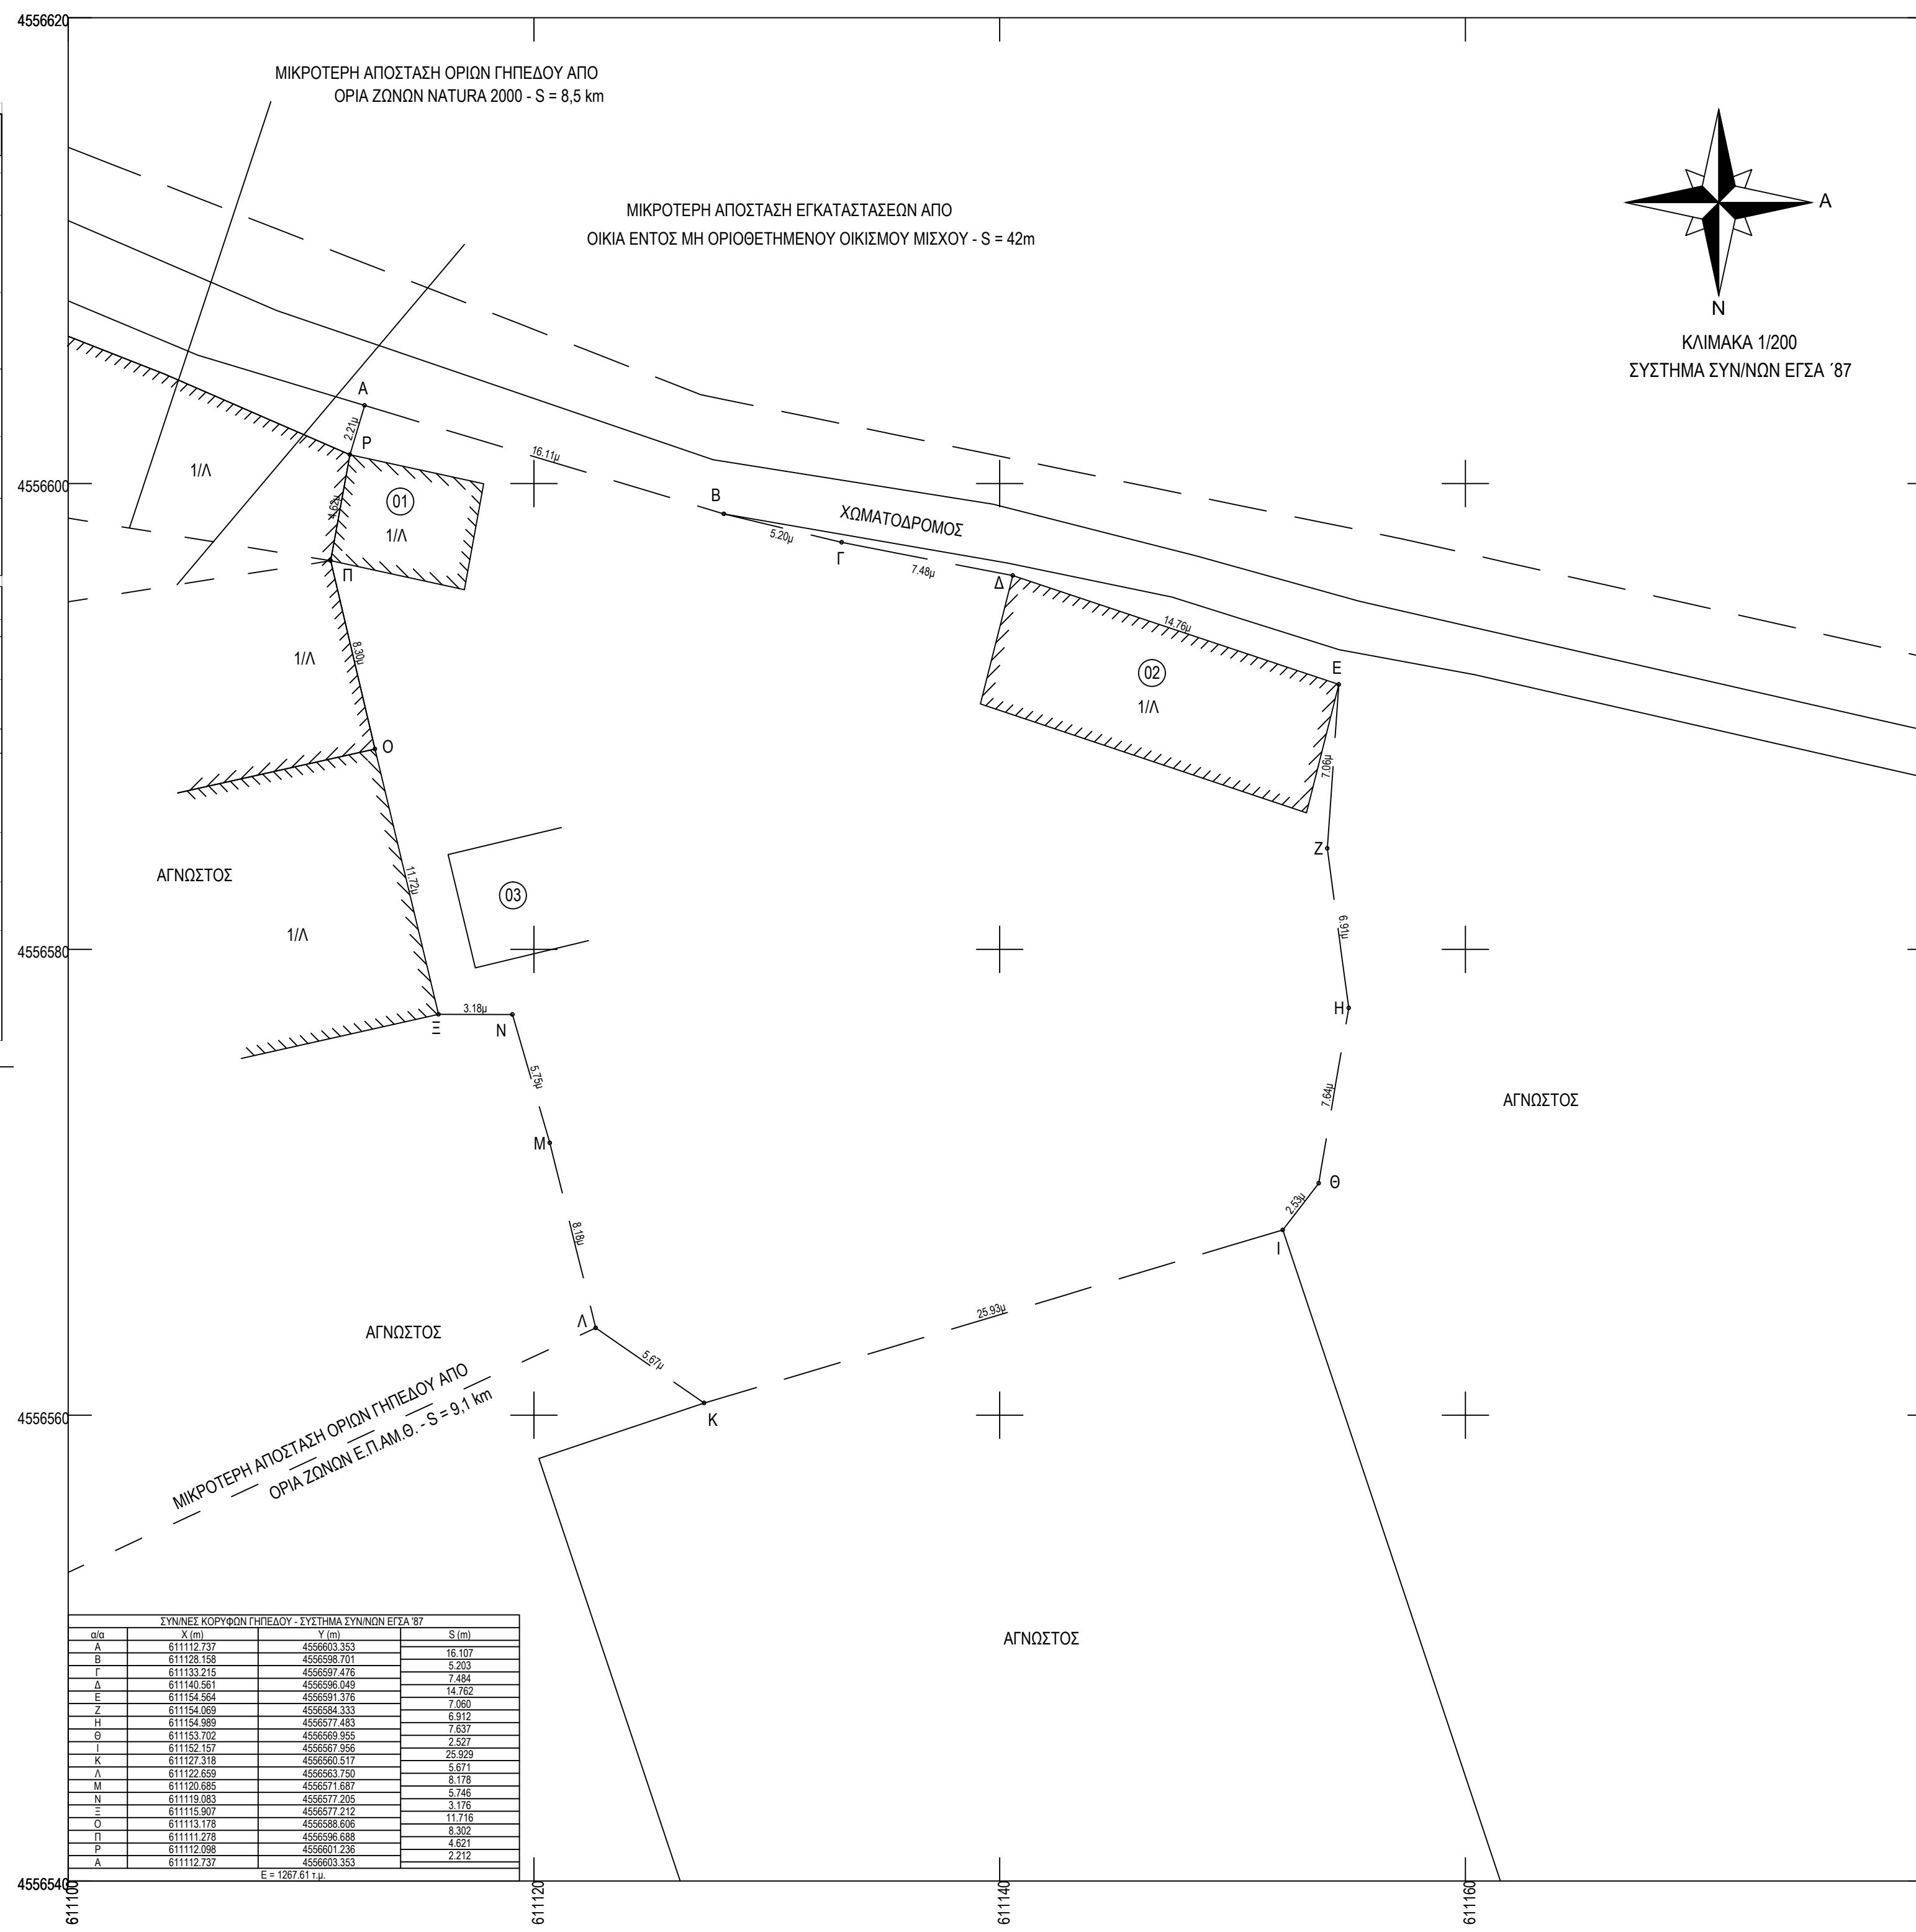 4556620
ΜΙΚΡΟΤΕΡΗ ΑΠΟΣΤΑΣΗ ΟΡΙΩΝ ΓΗΠΕΔΟΥ ΑΠΟ
ΟΡΙΑ ΖΩΝΩΝ NATURA 2000 - S = 8,5 km
ΜΙΚΡΟΤΕΡΗ ΑΠΟΣΤΑΣΗ ΕΓΚΑΤΑΣΤΑΣΕΩΝ ΑΠΟ
ΟΙΚΙΑ ΕΝΤΟΣ ΜΗ ΟΡΙΟΘΕΤΗΜΕΝΟΥ ΟΙΚΙΣΜΟΥ ΜΙΣΧΟΥ - S = 42m
Α
Ν
ΚΛΙΜΑΚΑ 1/200
ΣΥΣΤΗΜΑ ΣΥΝ/ΝΩΝ ΕΓΣΑ ΄87
Α
2.21μ
Ρ
16.11μ
1/Λ
4556600
4.62μ
01
1/Λ
Β
ΧΩΜΑΤΟΔΡΟΜΟΣ
5.20μ
Γ
7.48μ
Δ
Π
14.76μ
1/Λ
8.30μ
02
1/Λ
Ε
Ο
7.06μ
Ζ
ΑΓΝΩΣΤΟΣ
11.72μ
03
1/Λ
6.91μ
4556580
Η
3.18μ
Ξ
Ν
5.75μ
7.64μ
ΑΓΝΩΣΤΟΣ
Μ
Θ
2.53μ
8.18μ
Ι
25.93μ
Λ
ΑΓΝΩΣΤΟΣ
5.67μ
ΜΙΚΡΟΤΕΡΗ ΑΠΟΣΤΑΣΗ ΟΡΙΩΝ ΓΗΠΕΔΟΥ ΑΠΟ
ΟΡΙΑ ΖΩΝΩΝ Ε.Π.ΑΜ.Θ. - S = 9,1 km
4556560
Κ
ΑΓΝΩΣΤΟΣ
ΣΥΝ/ΝΕΣ ΚΟΡΥΦΩΝ ΓΗΠΕΔΟΥ - ΣΥΣΤΗΜΑ ΣΥΝ/ΝΩΝ ΕΓΣΑ '87
α/α X (m) Y (m) S (m)
Α 611112.737 4556603.353
16.107
Β 611128.158 4556598.701
5.203
Γ 611133.215 4556597.476
7.484
Δ 611140.561 4556596.049
14.762
Ε 611154.564 4556591.376
7.060
Ζ 611154.069 4556584.333
6.912
Η 611154.989 4556577.483
7.637
Θ 611153.702 4556569.955
2.527
Ι 611152.157 4556567.956
25.929
Κ 611127.318 4556560.517
5.671
Λ 611122.659 4556563.750
8.178
Μ 611120.685 4556571.687
5.746
Ν 611119.083 4556577.205
3.176
Ξ 611115.907 4556577.212
11.716
Ο 611113.178 4556588.606
8.302
Π 611111.278 4556596.688
4.621
Ρ 611112.098 4556601.236
2.212
Α 611112.737 4556603.353
Ε = 1267.61 τ.μ.
4556540
611100
611120
611140
611160